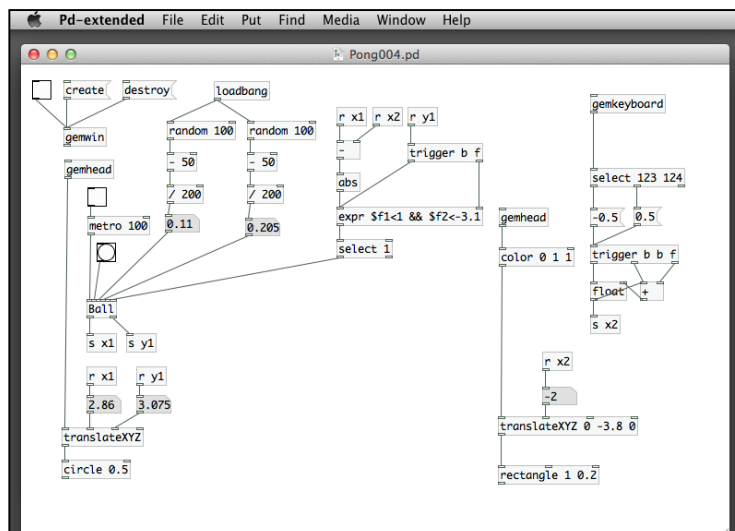 Pd-extended File Edit Put Find Media Window Help
Pong004.pd
create destroy loadbang
gemwin
random 100 random 100
gemhead
- 50 - 50
/ 200 / 200
metro 100
0.11 0.205
Ball
s x1 s y1
r x1 r y1
2.86 3.075
translateXYZ
circle 0.5
r x1 r x2 r y1
- trigger b f
abs
expr $f1<1 && $f2<-3.1
select 1
gemhead
color 0 1 1
r x2
-2
translateXYZ 0 -3.8 0
rectangle 1 0.2
gemkeyboard
select 123 124
-0.5 0.5
trigger b b f
float +
s x2